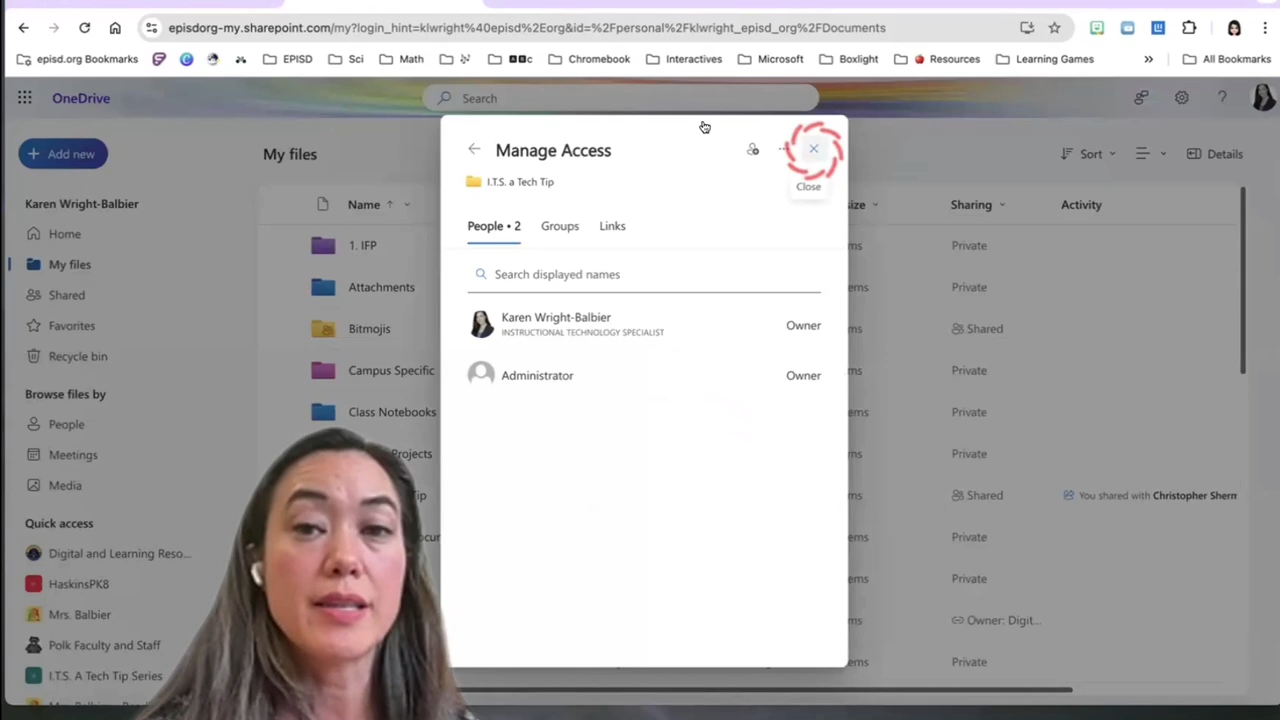 episdorg-my.sharepoint.com/my?login_hint=klwright%40episd%2Eorg&id=%2Fpersonal%2Fklwright_episd_org%2FDocuments
episd.org Bookmarks EPISD Sci Math Chromebook Interactives Microsoft Boxlight Resources Learning Games » All Bookmarks
OneDrive Search
Add new My files Sort Details
Manage Access
I.T.S. a Tech Tip
Close
People • 2 Groups Links
Search displayed names
Karen Wright-Balbier
INSTRUCTIONAL TECHNOLOGY SPECIALIST
Owner
Administrator Owner
Karen Wright-Balbier
Home
My files
Shared
Favorites
Recycle bin
Browse files by
People
Meetings
Media
Quick access
Digital and Learning Reso...
HaskinsPK8
Mrs. Balbier
Polk Faculty and Staff
I.T.S. A Tech Tip Series
Name Sharing Activity
1. IFP Private
Attachments Private
Bitmojis Shared
Campus Specific Private
Class Notebooks Private
Projects Private
Tip Shared You shared with Christopher Sherm
Private
Private
Owner: Digit...
Private